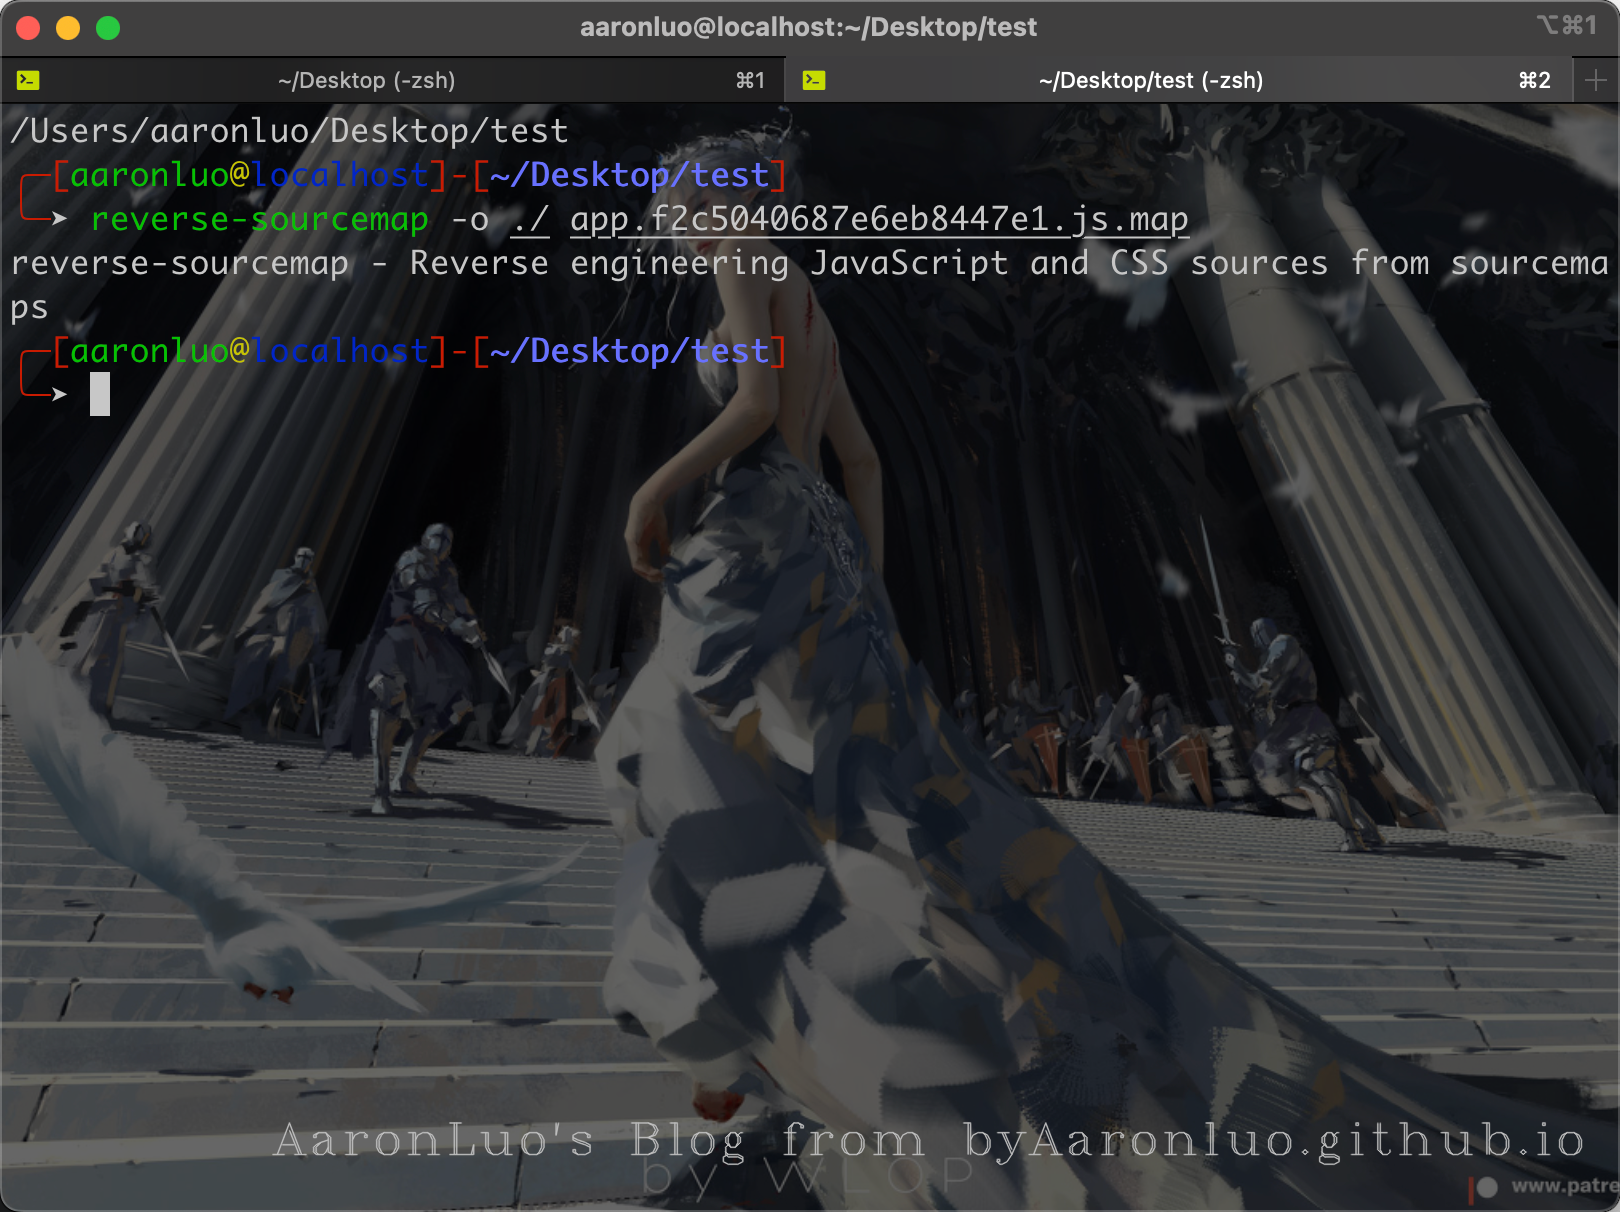 aaronluo@localhost:~/Desktop/test ⌥⌘1
~/Desktop (-zsh) ⌘1 ~/Desktop/test (-zsh) ⌘2
/Users/aaronluo/Desktop/test
[aaronluo@localhost]-[~/Desktop/test]
➤ reverse-sourcemap -o ./ app.f2c5040687e6eb8447e1.js.map
reverse-sourcemap - Reverse engineering JavaScript and CSS sources from sourcema
ps
[aaronluo@localhost]-[~/Desktop/test]
➤
AaronLuo's Blog from byAaronluo.github.io
by WLOP
www.patre